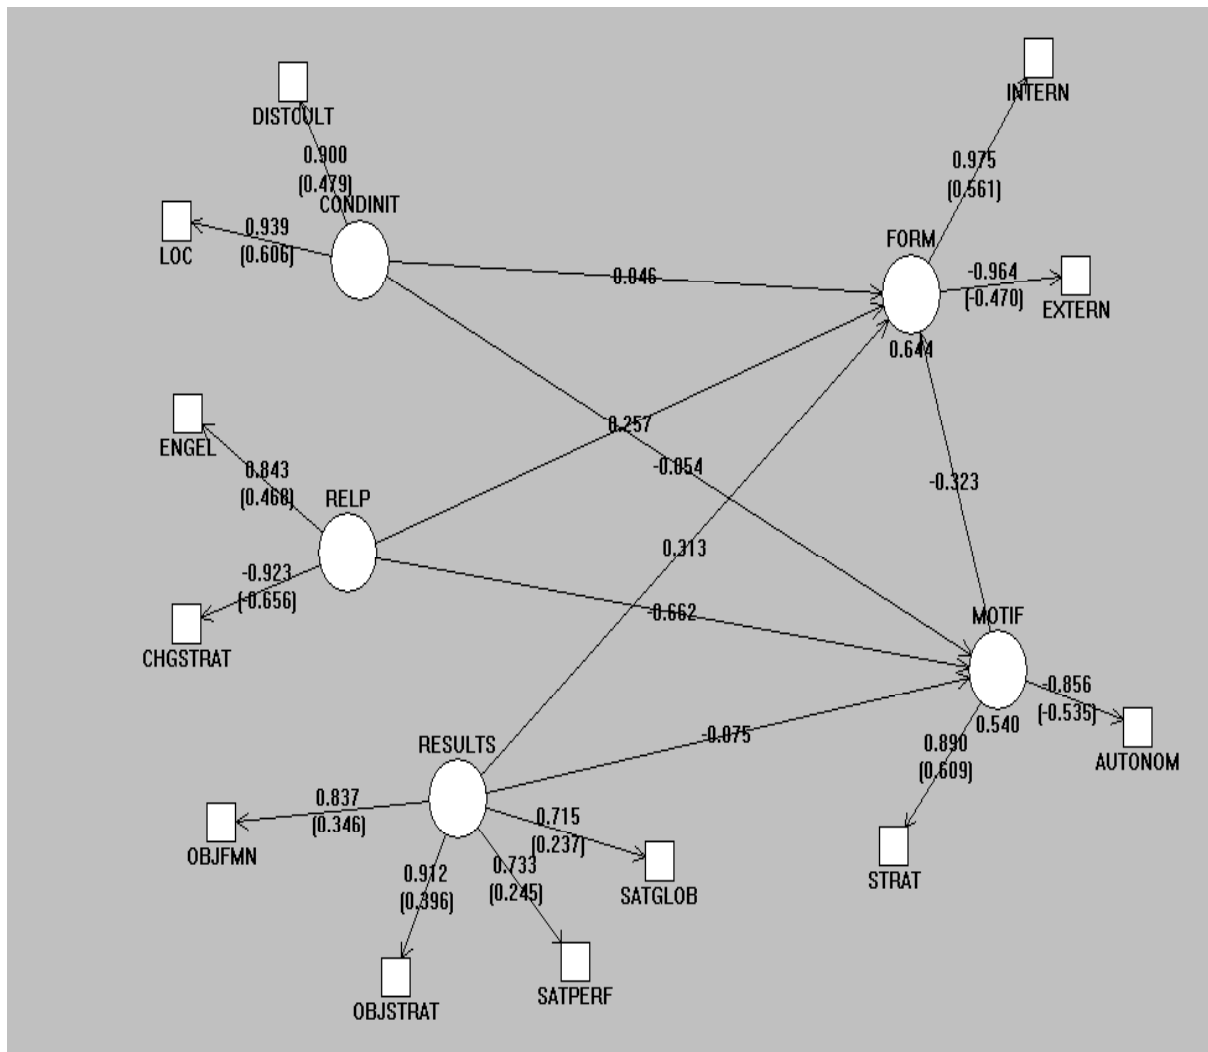 INTERN
DISTCULT
0.900
(0.479)
CONDINIT
0.975
(0.561)
LOC
0.939
(0.606)
FORM
0.046
-0.964
(-0.470)
EXTERN
0.644
ENGEL
0.843
(0.468)
0.257
-0.054
-0.323
RELP
0.313
-0.923
(-0.656)
CHGSTRAT
-0.662
MOTIF
-0.856
(-0.535)
AUTONOM
0.540
RESULTS
-0.075
0.890
(0.609)
STRAT
0.837
(0.346)
OBJFMN
0.715
(0.237)
SATGLOB
0.912
(0.396)
0.733
(0.245)
OBJSTRAT
SATPERF